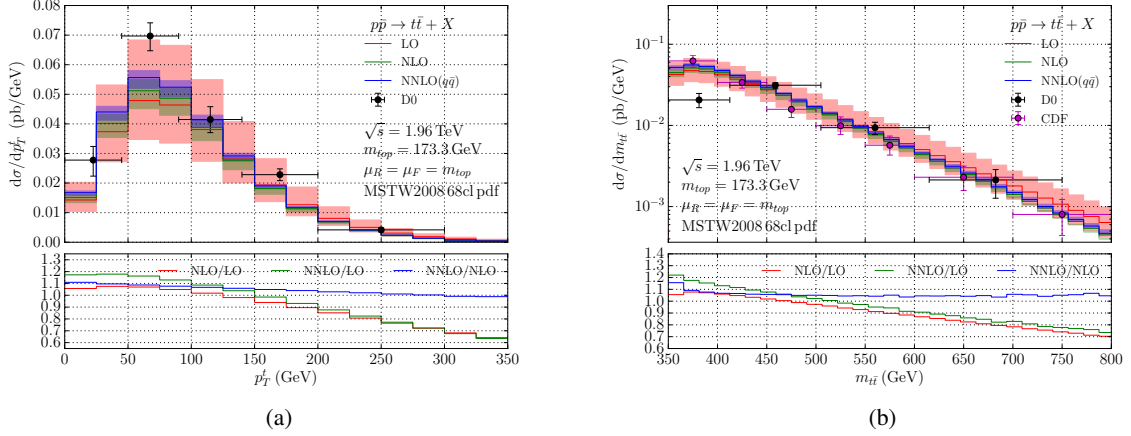 pp̄ → tt̄ + X
LO
NLO
NNLO(qq̄)
D0
√s = 1.96 TeV
m_top = 173.3 GeV
μ_R = μ_F = m_top
MSTW2008 68cl pdf
dσ/dp_T^t (pb/GeV)
0.08
0.07
0.06
0.05
0.04
0.03
0.02
0.01
0.00
NLO/LO NNLO/LO NNLO/NLO
1.3
1.2
1.1
1.0
0.9
0.8
0.7
0.6
0 50 100 150 200 250 300 350
p_T^t (GeV)
(a)
pp̄ → tt̄ + X
LO
NLO
NNLO(qq̄)
D0
CDF
√s = 1.96 TeV
m_top = 173.3 GeV
μ_R = μ_F = m_top
MSTW2008 68cl pdf
dσ/dm_tt̄ (pb/GeV)
10⁻¹
10⁻²
10⁻³
NLO/LO NNLO/LO NNLO/NLO
1.4
1.3
1.2
1.1
1.0
0.9
0.8
0.7
0.6
350 400 450 500 550 600 650 700 750 800
m_tt̄ (GeV)
(b)